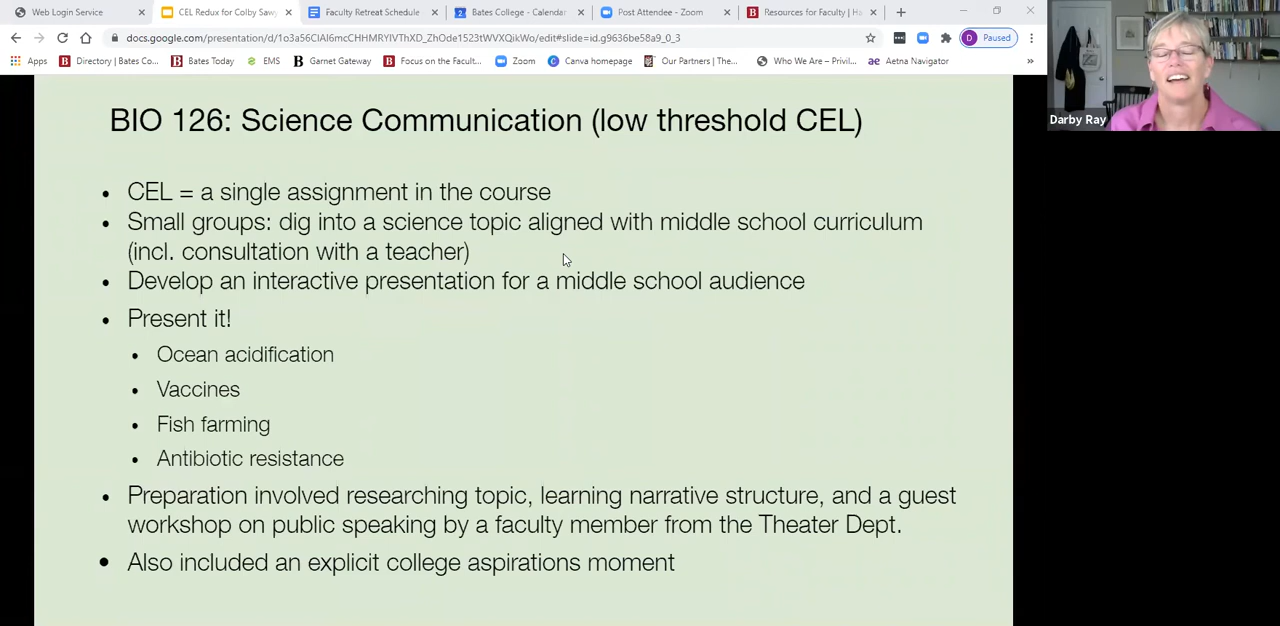 Web Login Service
CEL Redux for Colby Saw
Faculty Retreat Schedule
Bates College - Calendar
Post Attendee - Zoom
Resources for Faculty | Ha
docs.google.com/presentation/d/
/edit#slide=id.g9636be58a9_0_3
Paused
Apps
Directory | Bates Co...
Bates Today
EMS
Garnet Gateway
Focus on the Facult...
Zoom
Canva homepage
Our Partners | The...
Who We Are – Privil...
Aetna Navigator
Darby Ray
BIO 126: Science Communication (low threshold CEL)
• CEL = a single assignment in the course
• Small groups: dig into a science topic aligned with middle school curriculum
(incl. consultation with a teacher)
• Develop an interactive presentation for a middle school audience
• Present it!
• Ocean acidification
• Vaccines
• Fish farming
• Antibiotic resistance
• Preparation involved researching topic, learning narrative structure, and a guest
workshop on public speaking by a faculty member from the Theater Dept.
• Also included an explicit college aspirations moment